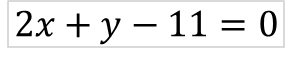 2x + y − 11 = 0